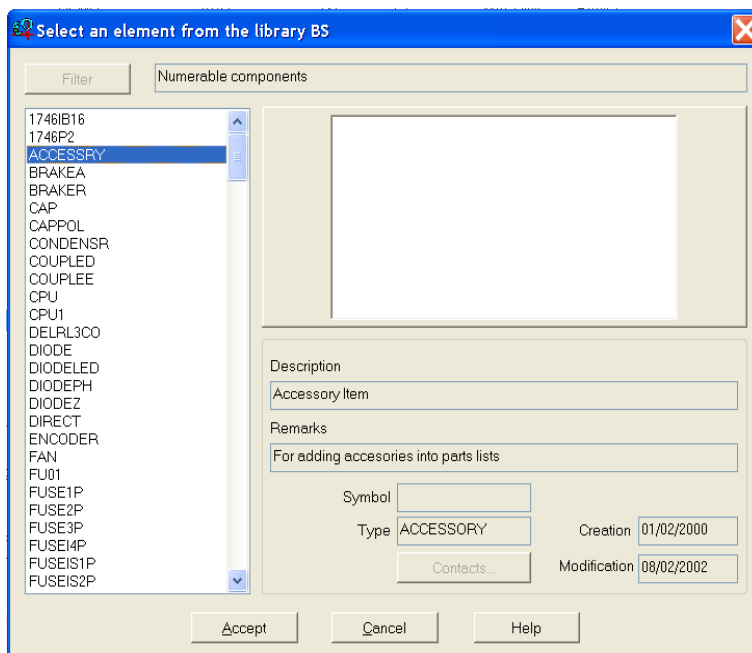 Select an element from the library BS
Filter
Numerable components
1746IB16
1746P2
ACCESSRY
BRAKEA
BRAKER
CAP
CAPPOL
CONDENSR
COUPLED
COUPLEE
CPU
CPU1
DELRL3CO
DIODE
DIODELED
DIODEPH
DIODEZ
DIRECT
ENCODER
FAN
FU01
FUSE1P
FUSE2P
FUSE3P
FUSEI4P
FUSEIS1P
FUSEIS2P
Description
Accessory Item
Remarks
For adding accesories into parts lists
Symbol
Type ACCESSORY Creation 01/02/2000
Contacts... Modification 08/02/2002
Accept Cancel Help